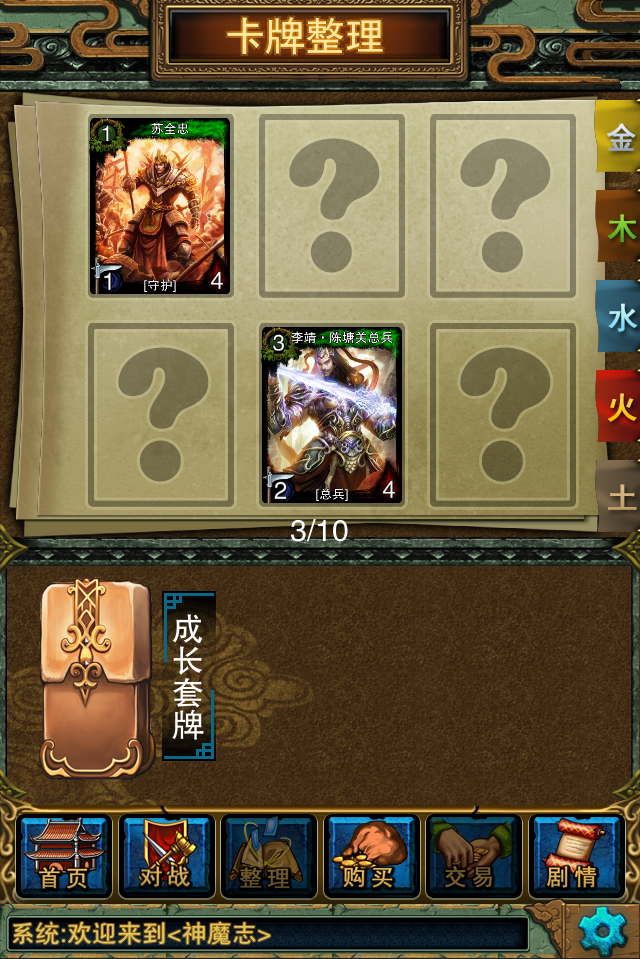 卡牌整理
1
苏全忠
1
[守护]
4
3
李靖·陈塘关总兵
2
[总兵]
4
3/10
金
木
水
火
土
成长套牌
首页
对战
整理
购买
交易
剧情
系统:欢迎来到<神魔志>